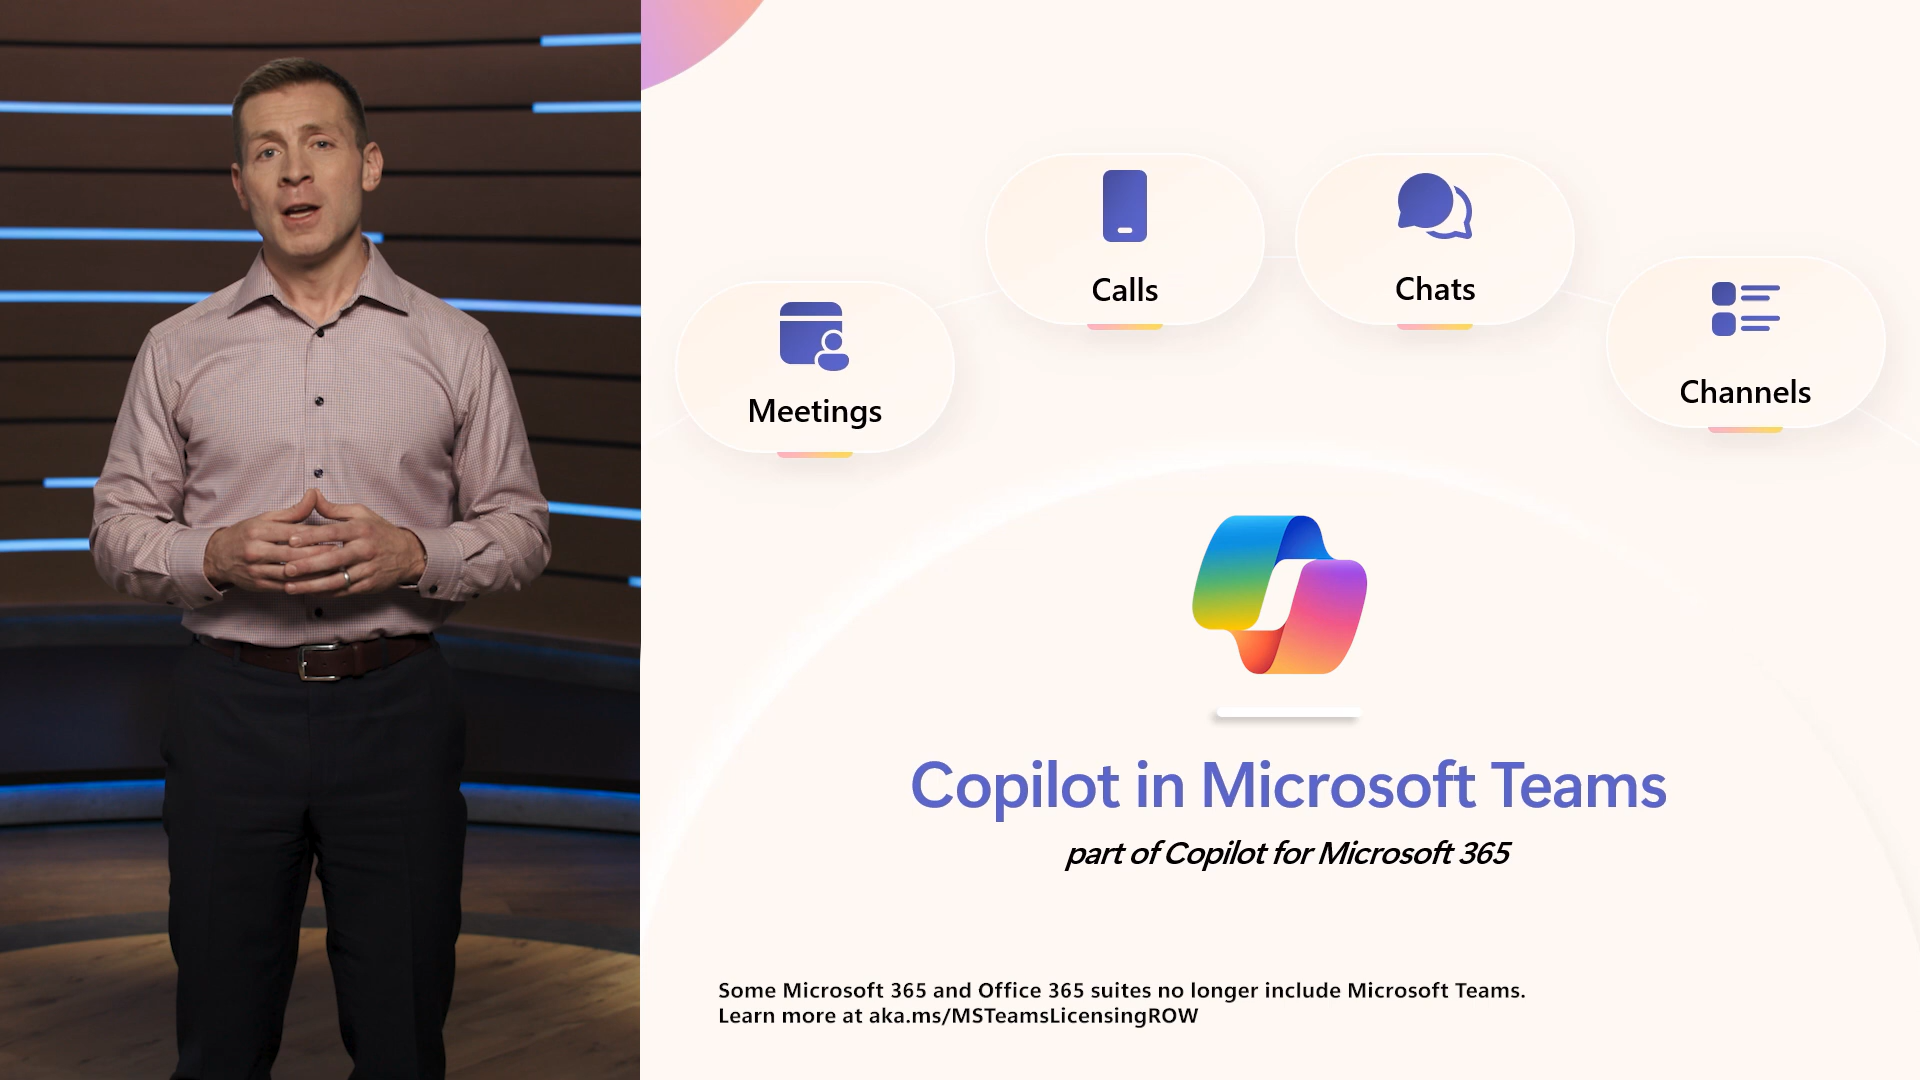 Calls
Chats
Meetings
Channels
Copilot in Microsoft Teams
part of Copilot for Microsoft 365
Some Microsoft 365 and Office 365 suites no longer include Microsoft Teams.
Learn more at aka.ms/MSTeamsLicensingROW